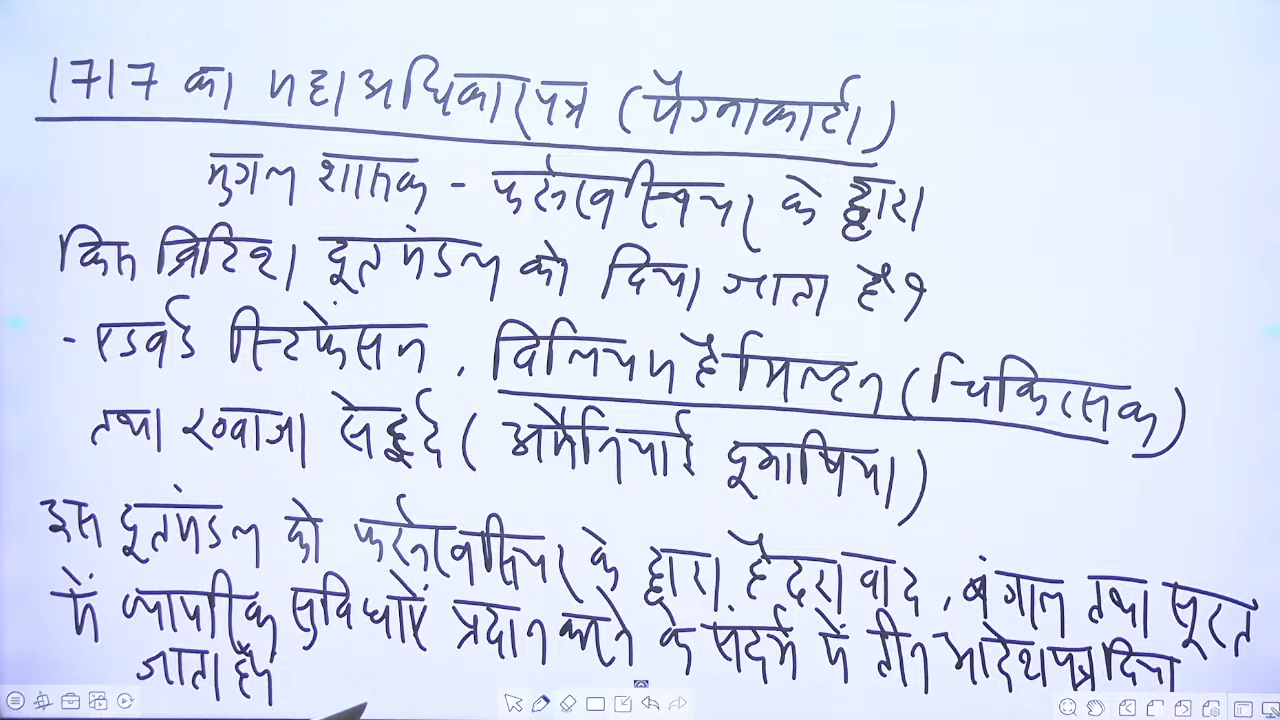 1717 का महाअधिकारपत्र (मैग्नाकार्टा)
मुगल शासक - फर्रुखसियर के द्वारा
किस ब्रिटिश दूतमंडल को दिया जाता है?
- एडवर्ड स्टिफेंसन, विलियम हैमिल्टन (चिकित्सक)
तथा ख्वाजा सेहुर्द (अर्मेनियाई दूभाषिया)
इस दूतमंडल को फर्रुखसियर के द्वारा हैदराबाद, बंगाल तथा सूरत
में व्यापारिक सुविधाएँ प्रदान करने के संदर्भ में तीन आदेशपत्र दिया
जाता है।